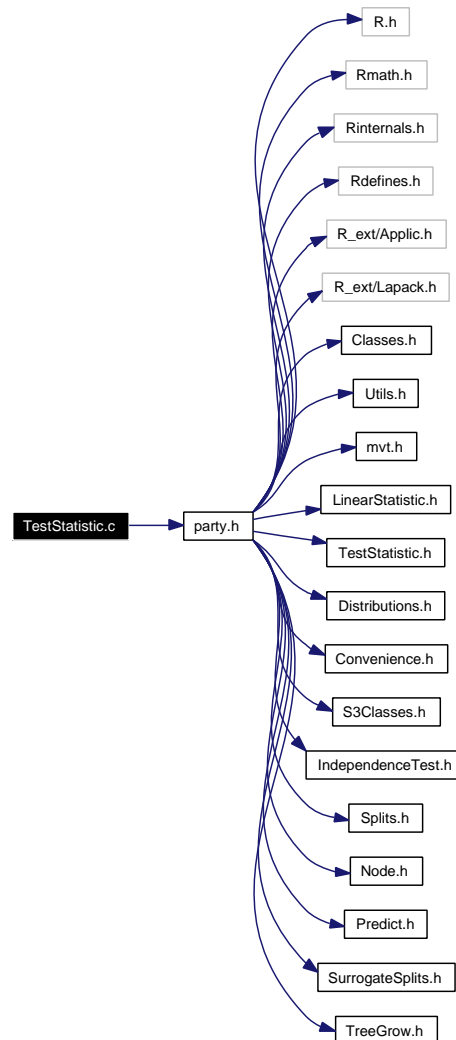 R.h
Rmath.h
Rinternals.h
Rdefines.h
R_ext/Applic.h
R_ext/Lapack.h
Classes.h
Utils.h
mvt.h
LinearStatistic.h
TestStatistic.c
party.h
TestStatistic.h
Distributions.h
Convenience.h
S3Classes.h
IndependenceTest.h
Splits.h
Node.h
Predict.h
SurrogateSplits.h
TreeGrow.h